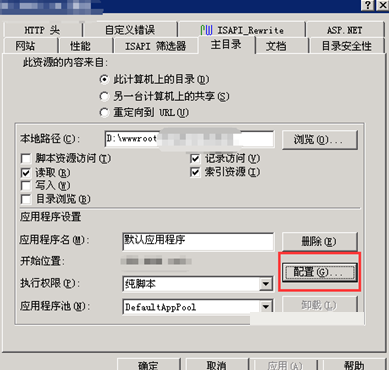 HTTP 头 自定义错误 ISAPI_Rewrite ASP.NET
网站 性能 ISAPI 筛选器 主目录 文档 目录安全性
此资源的内容来自:
此计算机上的目录(D)
另一台计算机上的共享(S)
重定向到 URL(U)
本地路径(C): D:\wwwroot 浏览(O)...
脚本资源访问(T) 记录访问(V)
读取(R) 索引资源(I)
写入(W)
目录浏览(B)
应用程序设置
应用程序名(M): 默认应用程序 删除(E)
开始位置:
配置(G)...
执行权限(P): 纯脚本
应用程序池(N): DefaultAppPool 卸载(L)
确定 取消 应用(A) 帮助